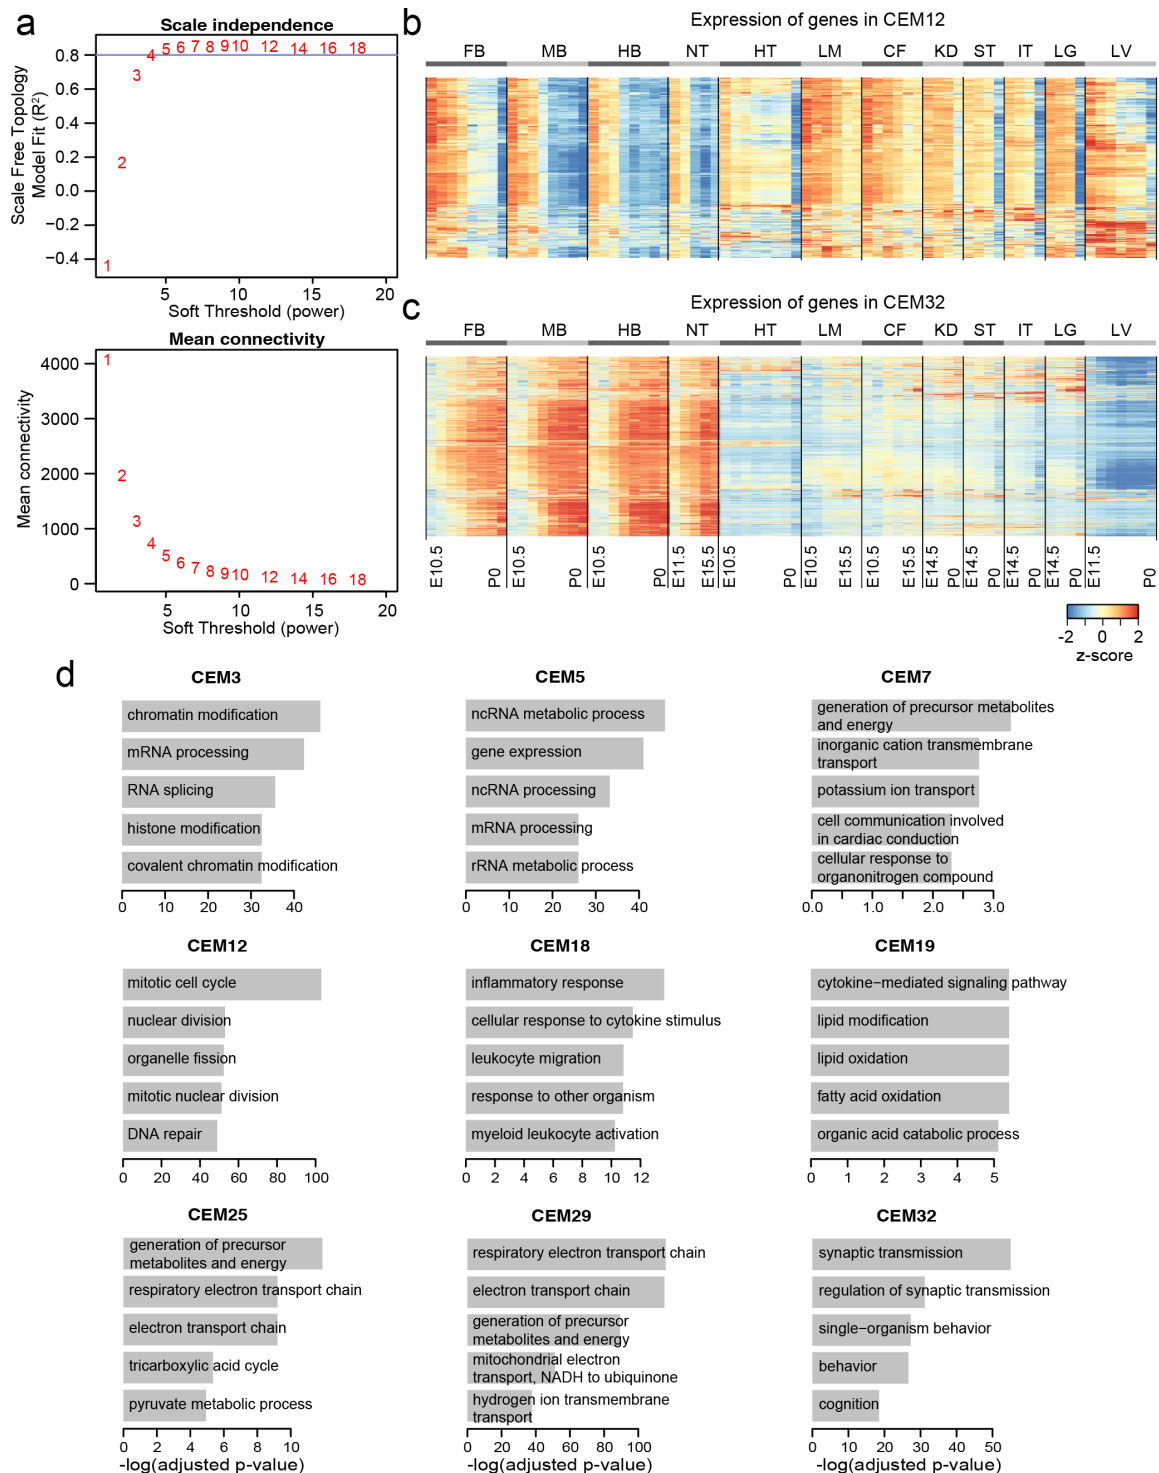 a
Scale independence
Scale Free Topology
Model Fit (R²)
0.8
0.6
0.4
0.2
0.0
−0.2
−0.4
1
2
3
4
5
6
7
8
9
10
12
14
16
18
5
10
15
20
Soft Threshold (power)
Mean connectivity
Mean connectivity
4000
3000
2000
1000
0
1
2
3
4
5
6
7
8
9
10
12
14
16
18
5
10
15
20
Soft Threshold (power)
b
Expression of genes in CEM12
FB MB HB NT HT LM CF KD ST IT LG LV
c
Expression of genes in CEM32
FB MB HB NT HT LM CF KD ST IT LG LV
E10.5 P0 E10.5 P0 E10.5 P0 E11.5 E15.5 E10.5 P0 E10.5 E15.5 E10.5 E15.5 E14.5 P0 E14.5 P0 E14.5 P0 E14.5 P0 E11.5 P0
-2 0 2
z-score
d
CEM3
chromatin modification
mRNA processing
RNA splicing
histone modification
covalent chromatin modification
0 10 20 30 40
CEM5
ncRNA metabolic process
gene expression
ncRNA processing
mRNA processing
rRNA metabolic process
0 10 20 30 40
CEM7
generation of precursor metabolites
and energy
inorganic cation transmembrane
transport
potassium ion transport
cell communication involved
in cardiac conduction
cellular response to
organonitrogen compound
0.0 1.0 2.0 3.0
CEM12
mitotic cell cycle
nuclear division
organelle fission
mitotic nuclear division
DNA repair
0 20 40 60 80 100
CEM18
inflammatory response
cellular response to cytokine stimulus
leukocyte migration
response to other organism
myeloid leukocyte activation
0 2 4 6 8 10 12
CEM19
cytokine−mediated signaling pathway
lipid modification
lipid oxidation
fatty acid oxidation
organic acid catabolic process
0 1 2 3 4 5
CEM25
generation of precursor
metabolites and energy
respiratory electron transport chain
electron transport chain
tricarboxylic acid cycle
pyruvate metabolic process
0 2 4 6 8 10
-log(adjusted p-value)
CEM29
respiratory electron transport chain
electron transport chain
generation of precursor
metabolites and energy
mitochondrial electron
transport, NADH to ubiquinone
hydrogen ion transmembrane
transport
0 20 40 60 80 100
-log(adjusted p-value)
CEM32
synaptic transmission
regulation of synaptic transmission
single−organism behavior
behavior
cognition
0 10 20 30 40 50
-log(adjusted p-value)